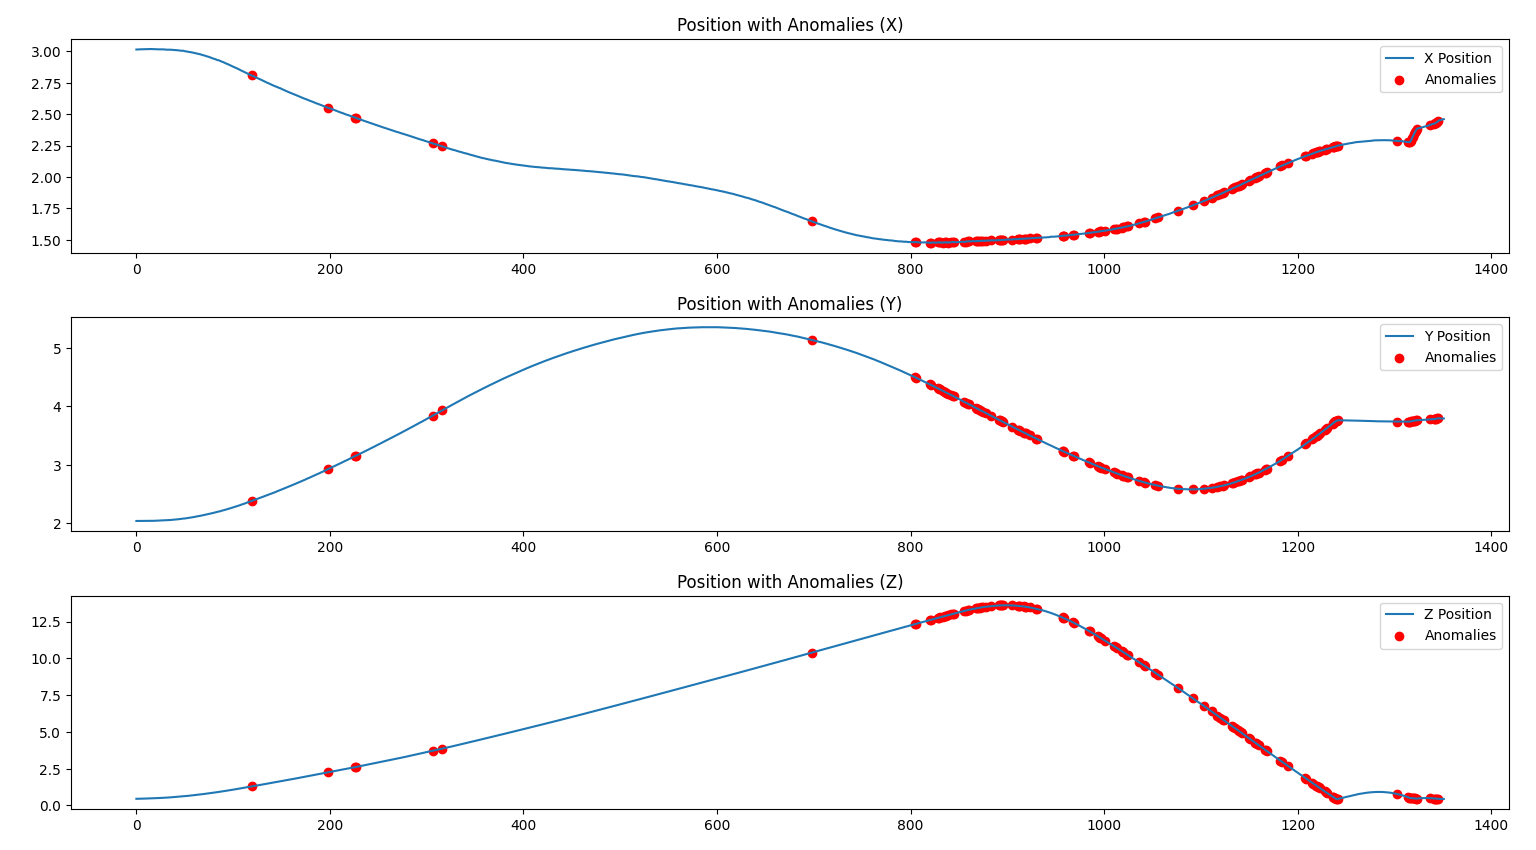 Position with Anomalies (X)
3.00
2.75
2.50
2.25
2.00
1.75
1.50
X Position
Anomalies
0 200 400 600 800 1000 1200 1400
Position with Anomalies (Y)
5
4
3
2
Y Position
Anomalies
0 200 400 600 800 1000 1200 1400
Position with Anomalies (Z)
12.5
10.0
7.5
5.0
2.5
0.0
Z Position
Anomalies
0 200 400 600 800 1000 1200 1400